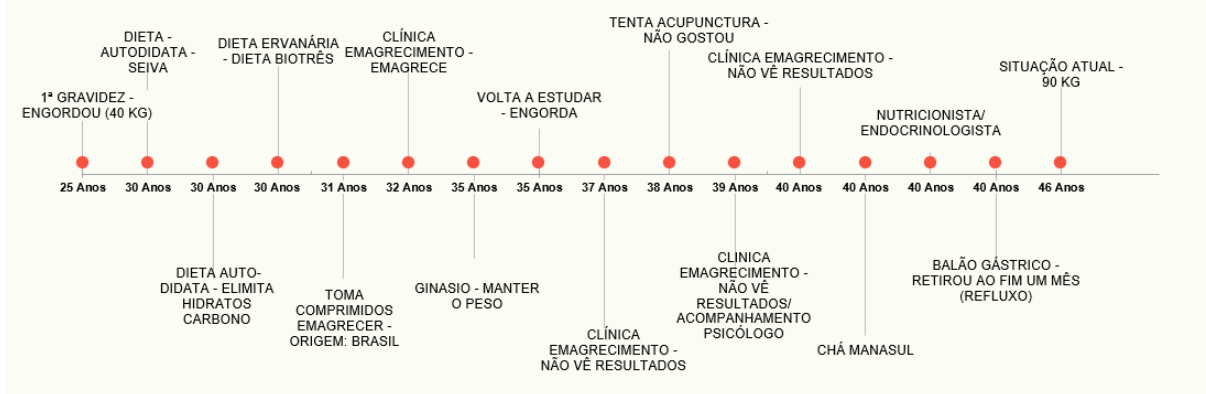 1ª GRAVIDEZ -
ENGORDOU (40 KG)
DIETA -
AUTODIDATA -
SEIVA
DIETA ERVANÁRIA
- DIETA BIOTRÊS
CLÍNICA
EMAGRECIMENTO -
EMAGRECE
VOLTA A ESTUDAR
- ENGORDA
TENTA ACUPUNCTURA -
NÃO GOSTOU
CLÍNICA EMAGRECIMENTO -
NÃO VÊ RESULTADOS
NUTRICIONISTA/
ENDOCRINOLOGISTA
SITUAÇÃO ATUAL -
90 KG
25 Anos 30 Anos 30 Anos 30 Anos 31 Anos 32 Anos 35 Anos 35 Anos 37 Anos 38 Anos 39 Anos 40 Anos 40 Anos 40 Anos 40 Anos 46 Anos
DIETA AUTO-
DIDATA - ELIMITA
HIDRATOS
CARBONO
TOMA
COMPRIMIDOS
EMAGRECER -
ORIGEM: BRASIL
GINASIO - MANTER
O PESO
CLÍNICA
EMAGRECIMENTO -
NÃO VÊ RESULTADOS
CLINICA
EMAGRECIMENTO -
NÃO VÊ
RESULTADOS/
ACOMPANHAMENTO
PSICÓLOGO
CHÁ MANASUL
BALÃO GÁSTRICO -
RETIROU AO FIM UM MÊS
(REFLUXO)